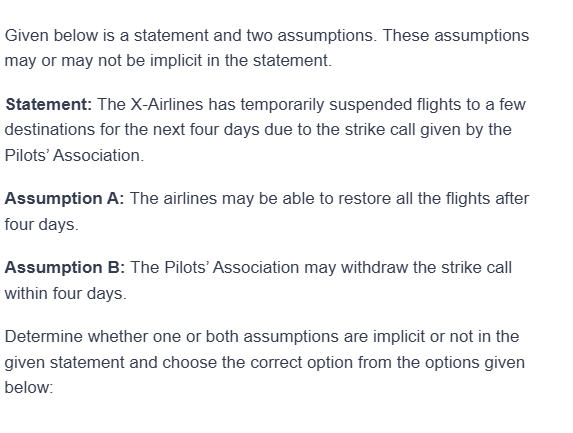 Given below is a statement and two assumptions. These assumptions
may or may not be implicit in the statement.
Statement: The X-Airlines has temporarily suspended flights to a few
destinations for the next four days due to the strike call given by the
Pilots’ Association.
Assumption A: The airlines may be able to restore all the flights after
four days.
Assumption B: The Pilots’ Association may withdraw the strike call
within four days.
Determine whether one or both assumptions are implicit or not in the
given statement and choose the correct option from the options given
below: